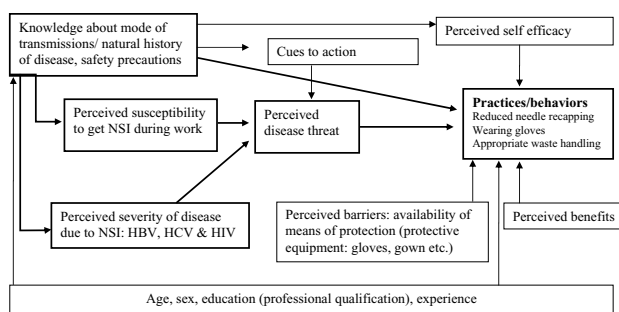 Knowledge about mode of
transmissions/ natural history
of disease, safety precautions
Perceived self efficacy
Cues to action
Perceived susceptibility
to get NSI during work
Perceived
disease threat
Practices/behaviors
Reduced needle recapping
Wearing gloves
Appropriate waste handling
Perceived severity of disease
due to NSI: HBV, HCV & HIV
Perceived barriers: availability of
means of protection (protective
equipment: gloves, gown etc.)
Perceived benefits
Age, sex, education (professional qualification), experience